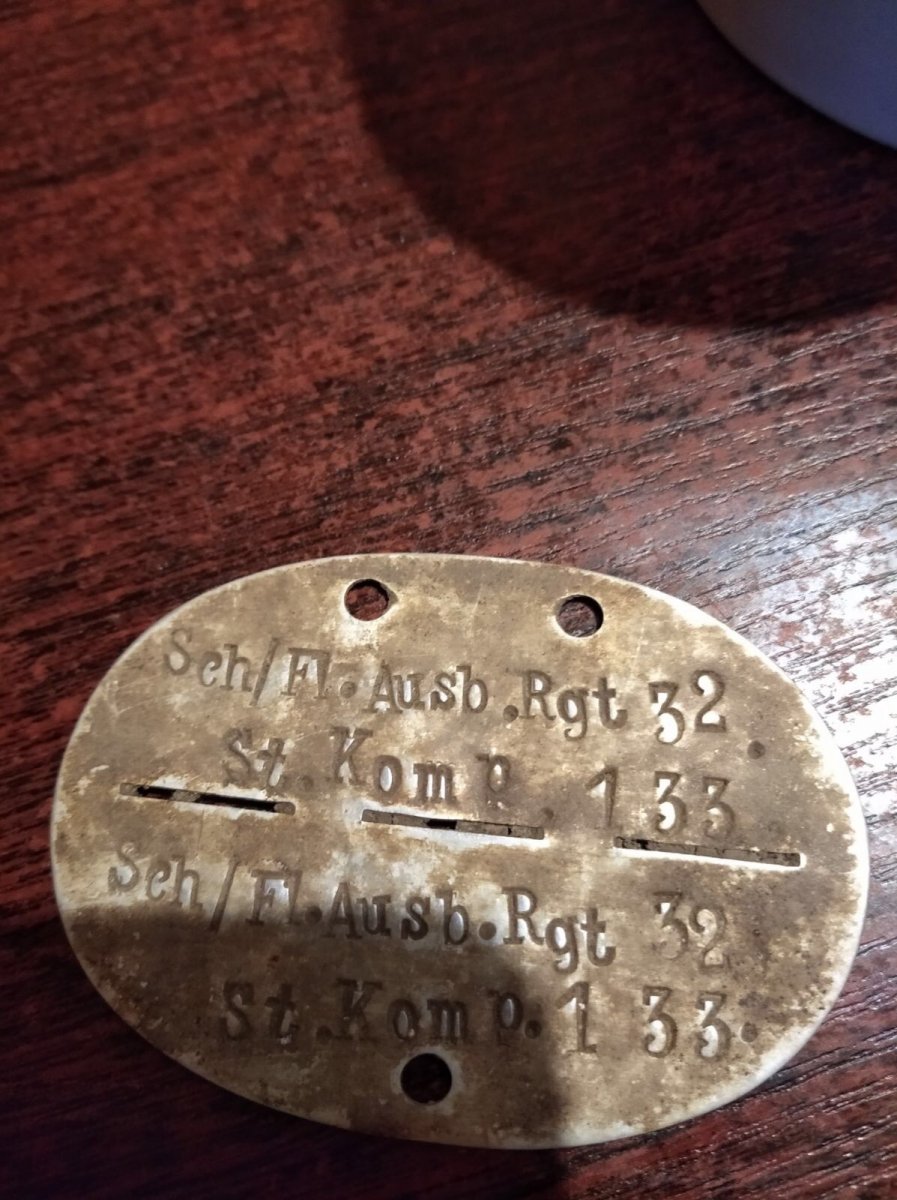 Sch/Fl. Ausb.Rgt 32
St. Komp. 133
Sch/Fl. Ausb. Rgt 32
St. Komp. 133.